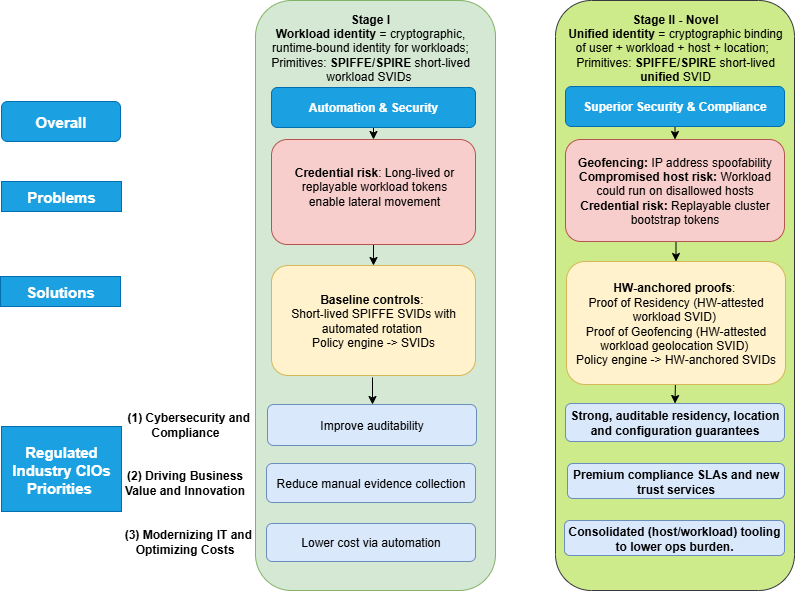 Stage I
Workload identity = cryptographic,
runtime-bound identity for workloads;
Primitives: SPIFFE/SPIRE short-lived
workload SVIDs
Stage II - Novel
Unified identity = cryptographic binding
of user + workload + host + location;
Primitives: SPIFFE/SPIRE short-lived
unified SVID
Overall
Automation & Security
Superior Security & Compliance
Problems
Credential risk: Long-lived or
replayable workload tokens
enable lateral movement
Geofencing: IP address spoofability
Compromised host risk: Workload
could run on disallowed hosts
Credential risk: Replayable cluster
bootstrap tokens
Solutions
Baseline controls:
Short-lived SPIFFE SVIDs with
automated rotation
Policy engine -> SVIDs
HW-anchored proofs:
Proof of Residency (HW-attested
workload SVID)
Proof of Geofencing (HW-attested
workload geolocation SVID)
Policy engine -> HW-anchored SVIDs
Regulated
Industry CIOs
Priorities
(1) Cybersecurity and
Compliance
Improve auditability
Strong, auditable residency, location
and configuration guarantees
(2) Driving Business
Value and Innovation
Reduce manual evidence collection
Premium compliance SLAs and new
trust services
(3) Modernizing IT and
Optimizing Costs
Lower cost via automation
Consolidated (host/workload) tooling
to lower ops burden.